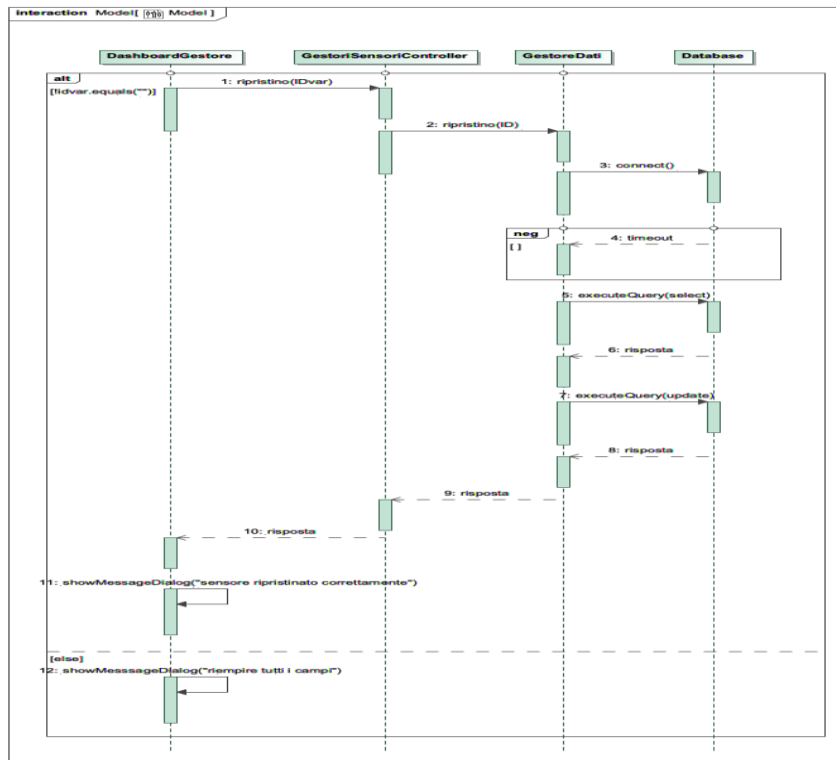 interaction Model[ Model ]
DashboardGestore
GestoriSensoriController
GestoreDati
Database
alt
[!idvar.equals("")]
1: ripristino(IDvar)
2: ripristino(ID)
3: connect()
neg
[ ]
4: timeout
5: executeQuery(select)
6: risposta
7: executeQuery(update)
8: risposta
9: risposta
10: risposta
11: showMessageDialog("sensore ripristinato correttamente")
[else]
12: showMesssageDialog("riempire tutti i campi")